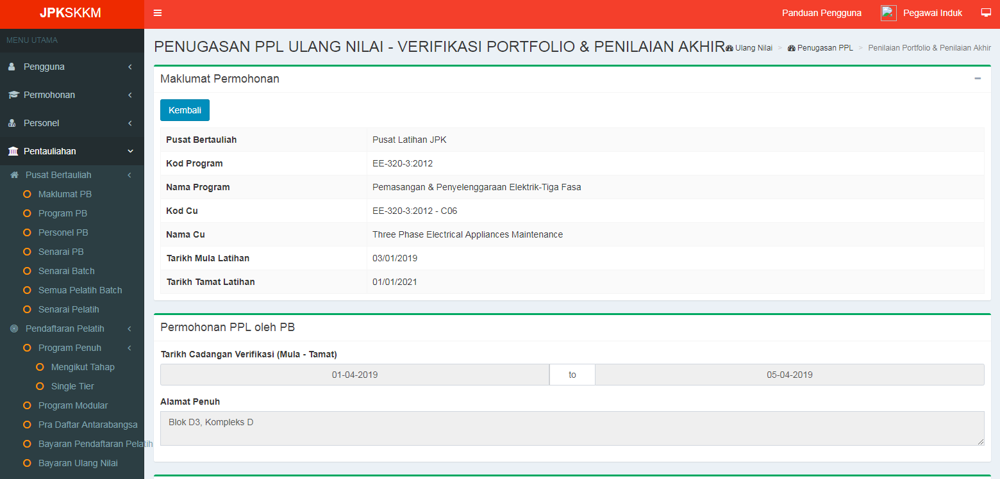 JPKSKKM
Panduan Pengguna
Pegawai Induk
MENU UTAMA
Pengguna
Permohonan
Personel
Pentauliahan
Pusat Bertauliah
Maklumat PB
Program PB
Personel PB
Senarai PB
Senarai Batch
Semua Pelatih Batch
Senarai Pelatih
Pendaftaran Pelatih
Program Penuh
Mengikut Tahap
Single Tier
Program Modular
Pra Daftar Antarabangsa
Bayaran Pendaftaran Pelatih
Bayaran Ulang Nilai
PENUGASAN PPL ULANG NILAI - VERIFIKASI PORTFOLIO & PENILAIAN AKHIR
Ulang Nilai > Penugasan PPL > Penilaian Portfolio & Penilaian Akhir
Maklumat Permohonan
Kembali
Pusat Bertauliah Pusat Latihan JPK
Kod Program EE-320-3:2012
Nama Program Pemasangan & Penyelenggaraan Elektrik-Tiga Fasa
Kod Cu EE-320-3:2012 - C06
Nama Cu Three Phase Electrical Appliances Maintenance
Tarikh Mula Latihan 03/01/2019
Tarikh Tamat Latihan 01/01/2021
Permohonan PPL oleh PB
Tarikh Cadangan Verifikasi (Mula - Tamat)
01-04-2019 to 05-04-2019
Alamat Penuh
Blok D3, Kompleks D